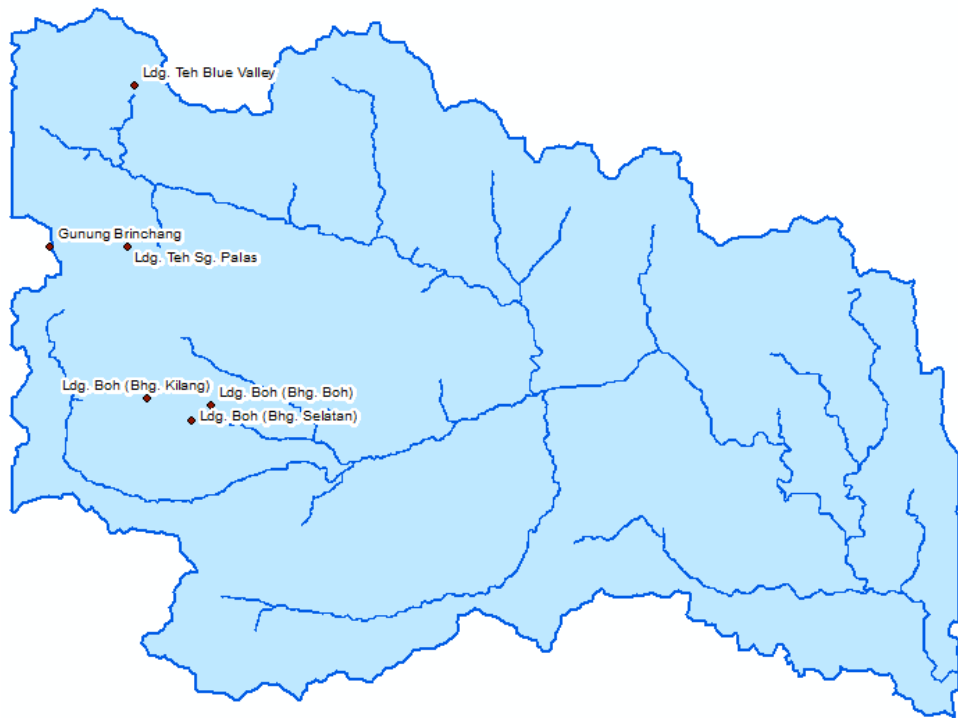 Ldg. Teh Blue Valley
Gunung Brinchang
Ldg. Teh Sg. Palas
Ldg. Boh (Bhg. Kilang)
Ldg. Boh (Bhg. Boh)
Ldg. Boh (Bhg. Selatan)